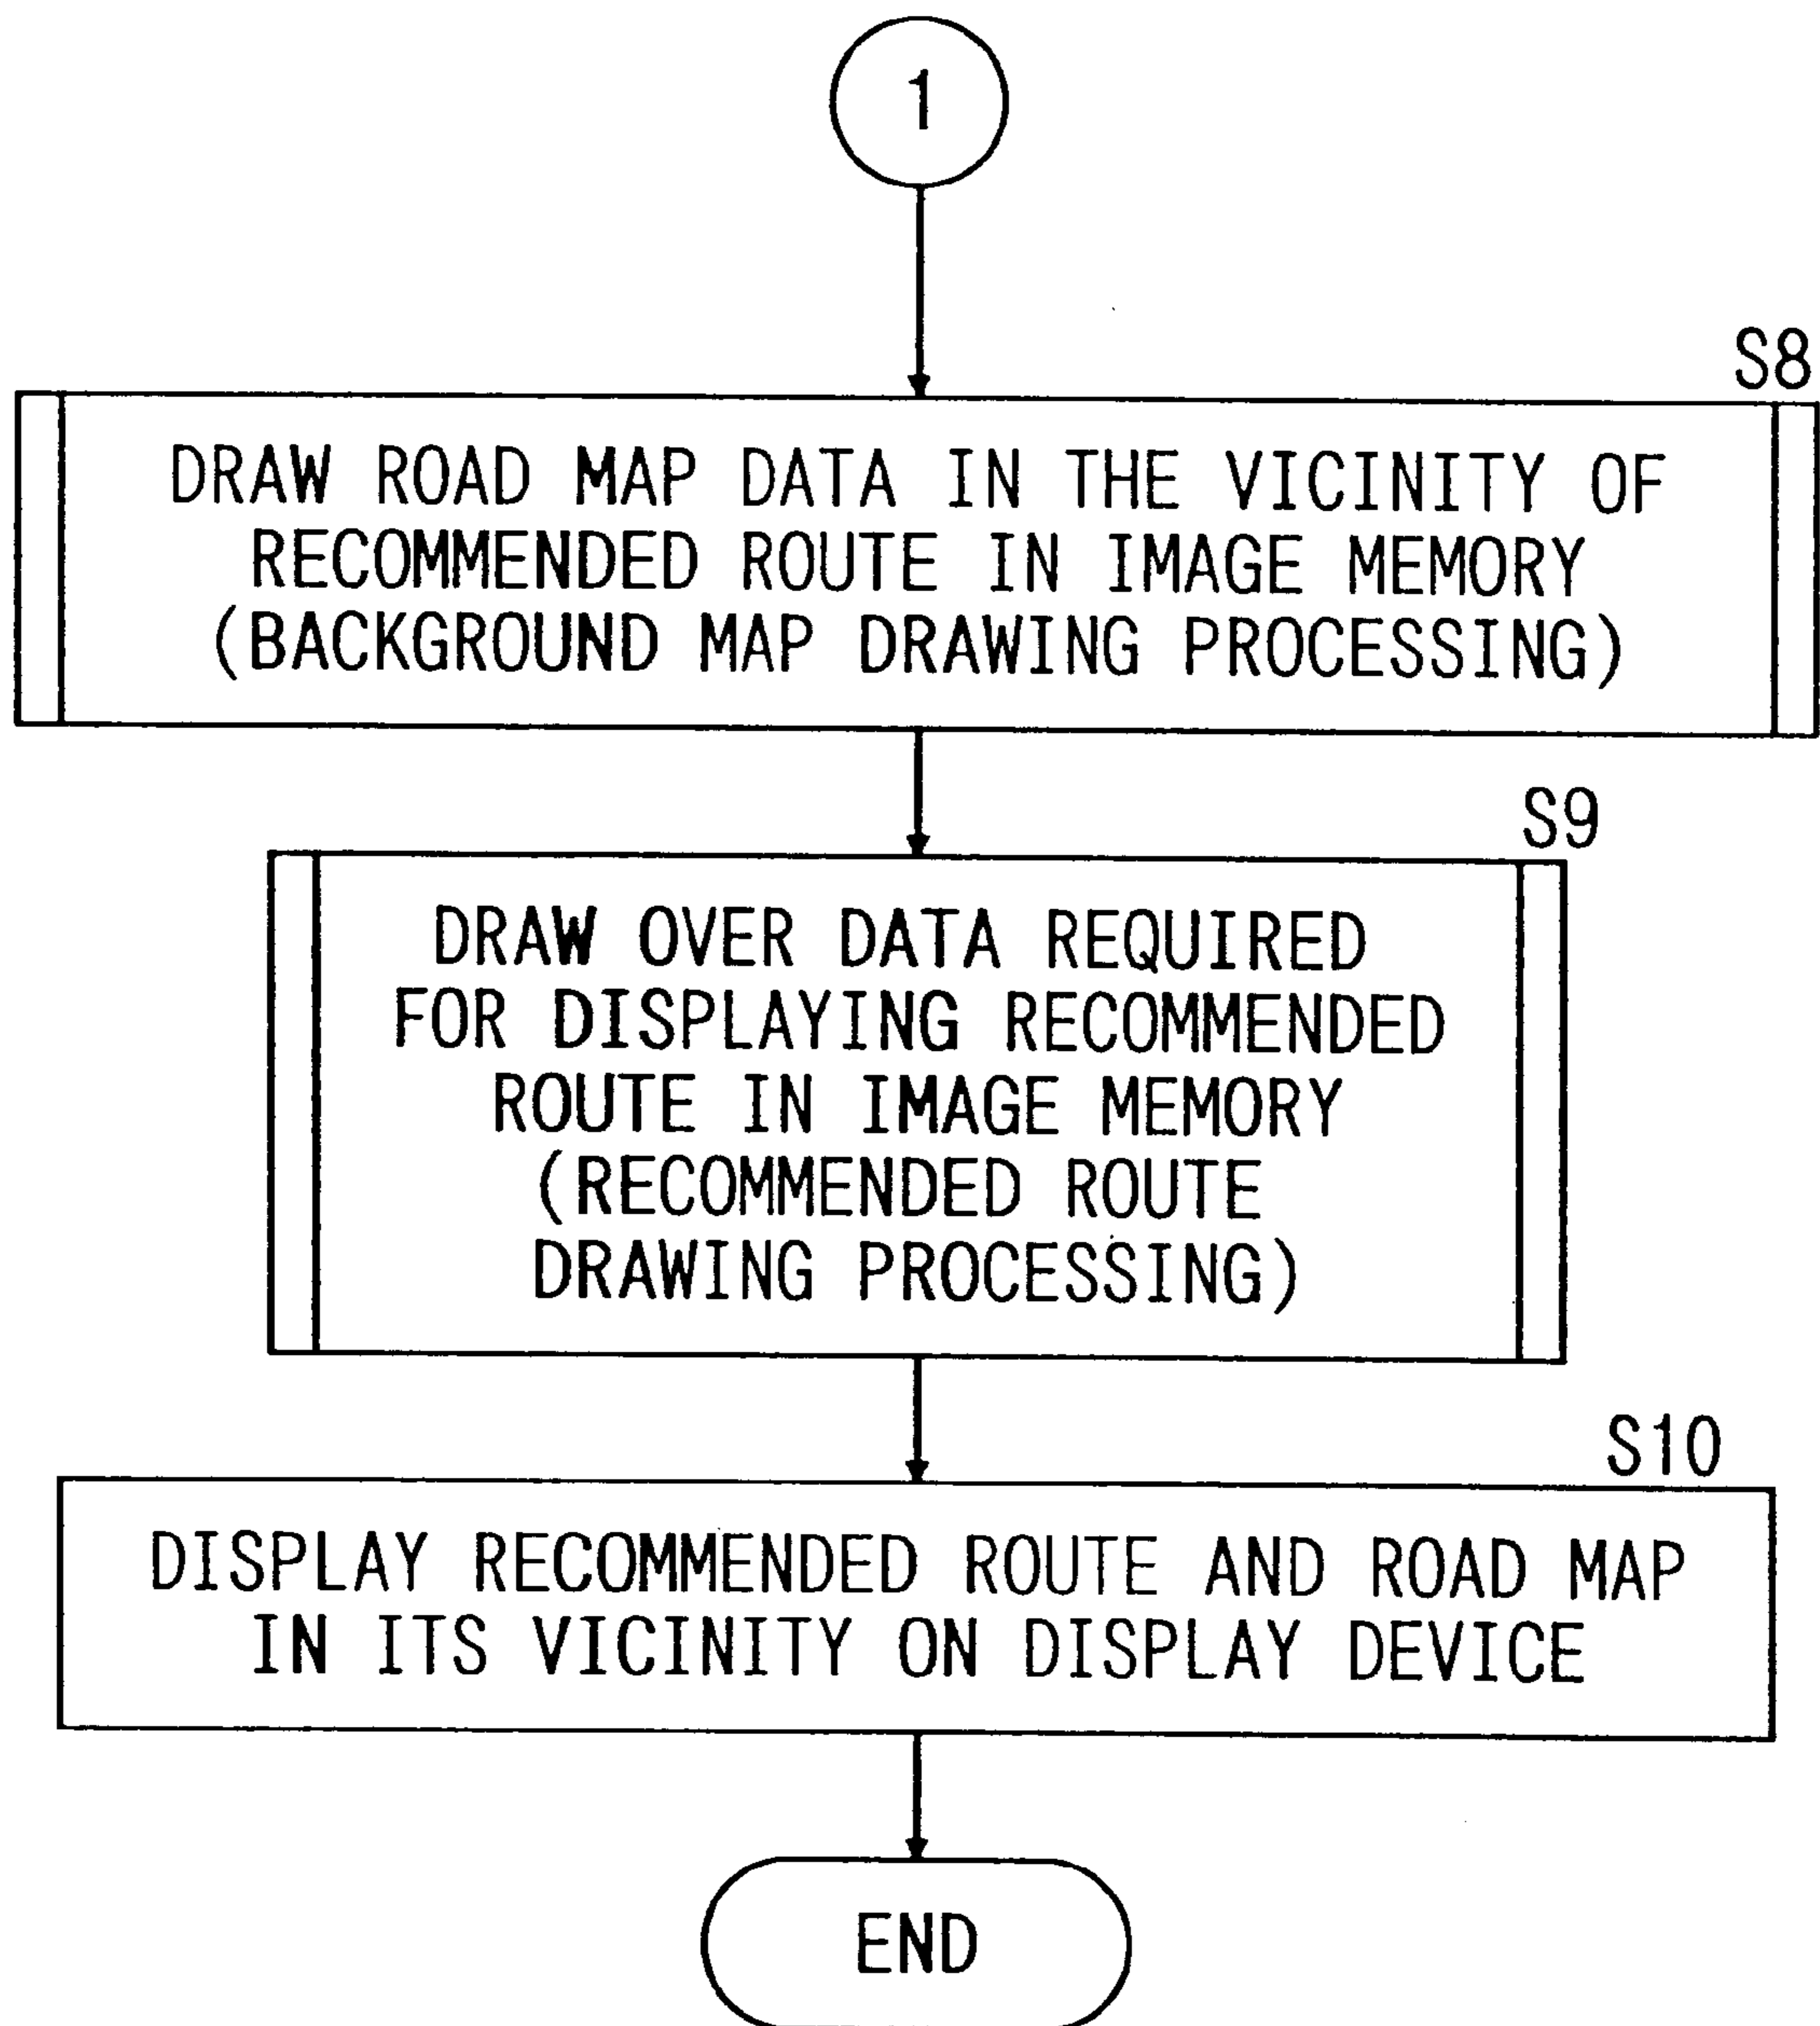 1
S8
DRAW ROAD MAP DATA IN THE VICINITY OF
RECOMMENDED ROUTE IN IMAGE MEMORY
(BACKGROUND MAP DRAWING PROCESSING)
S9
DRAW OVER DATA REQUIRED
FOR DISPLAYING RECOMMENDED
ROUTE IN IMAGE MEMORY
(RECOMMENDED ROUTE
DRAWING PROCESSING)
S10
DISPLAY RECOMMENDED ROUTE AND ROAD MAP
IN ITS VICINITY ON DISPLAY DEVICE
END